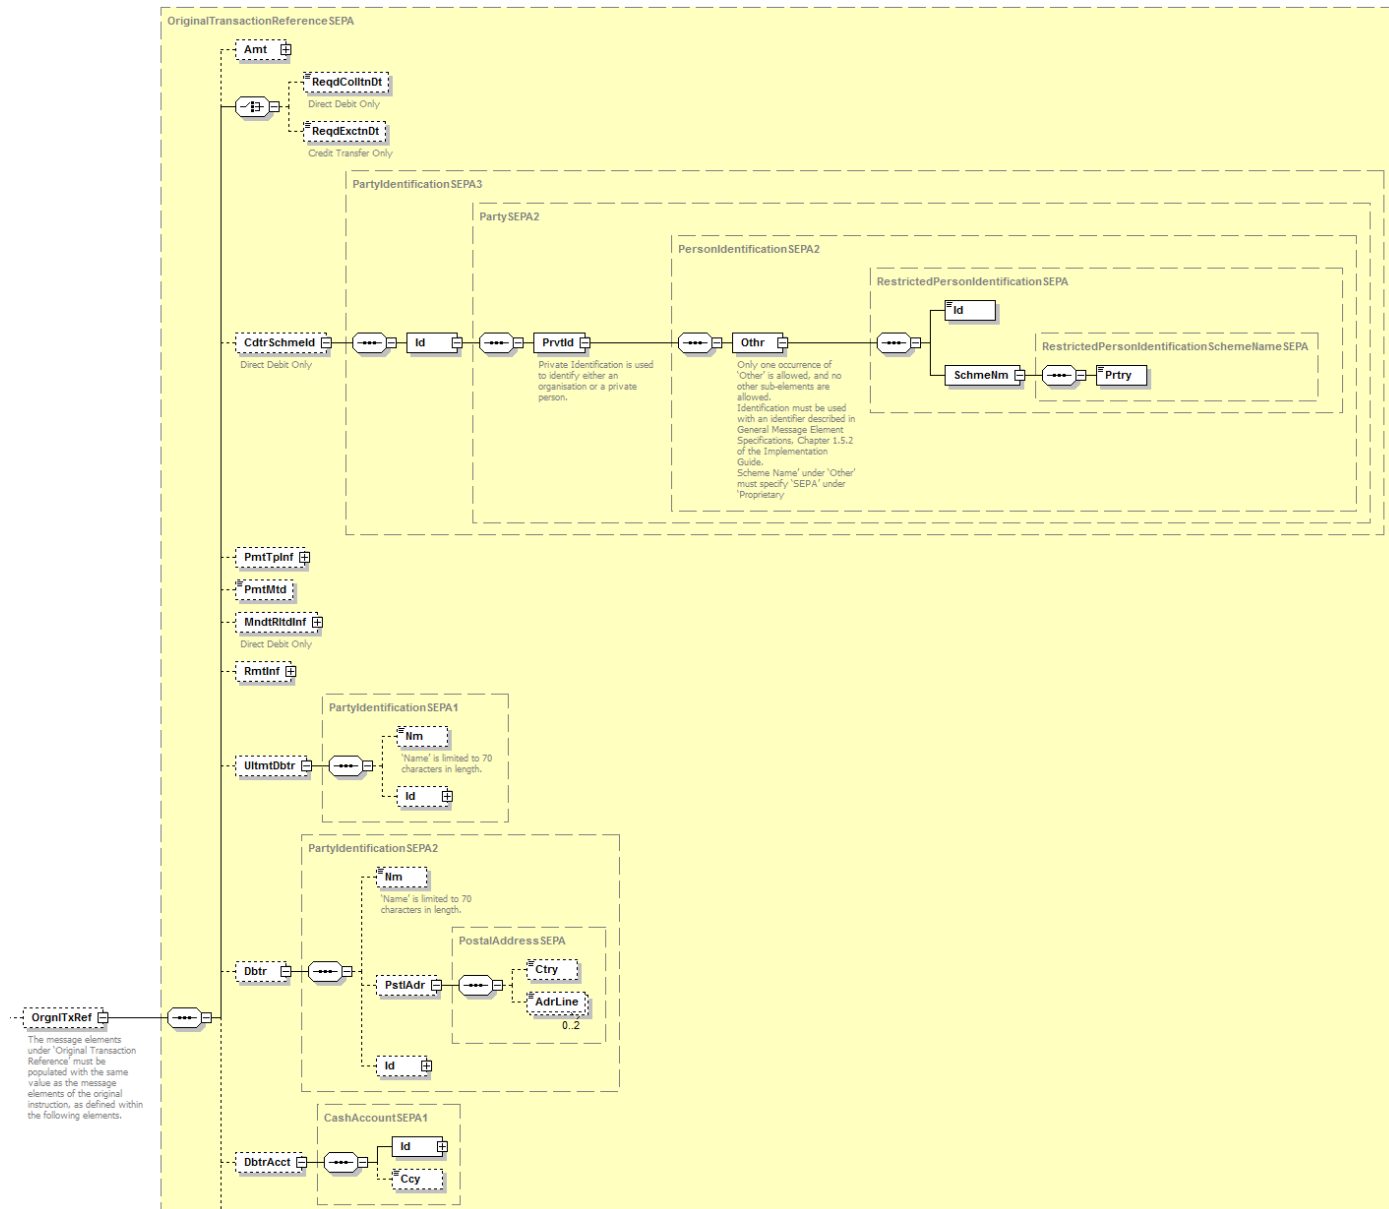 OriginalTransactionReferenceSEPA
Amt
ReqdColltnDt
Direct Debit Only
ReqdExctnDt
Credit Transfer Only
PartyIdentificationSEPA3
PartySEPA2
PersonIdentificationSEPA2
RestrictedPersonIdentificationSEPA
Id
RestrictedPersonIdentificationSchemeNameSEPA
CdtrSchmeId
Direct Debit Only
Id
PrvtId
Private Identification is used
to identify either an
organisation or a private
person.
Othr
Only one occurrence of
'Other' is allowed, and no
other sub-elements are
allowed.
Identification must be used
with an identifier described in
General Message Element
Specifications, Chapter 1.5.2
of the Implementation
Guide.
Scheme Name' under 'Other'
must specify 'SEPA' under
'Proprietary
SchmeNm
Prtry
PmtTpInf
PmtMtd
MndtRltdInf
Direct Debit Only
RmtInf
PartyIdentificationSEPA1
Nm
'Name' is limited to 70
characters in length.
UltmtDbtr
Id
PartyIdentificationSEPA2
Nm
'Name' is limited to 70
characters in length.
PostalAddressSEPA
Dbtr
PstlAdr
Ctry
AdrLine
0..2
Id
OrgnlTxRef
The message elements
under 'Original Transaction
Reference' must be
populated with the same
value as the message
elements of the original
instruction, as defined within
the following elements.
CashAccountSEPA1
DbtrAcct
Id
Ccy